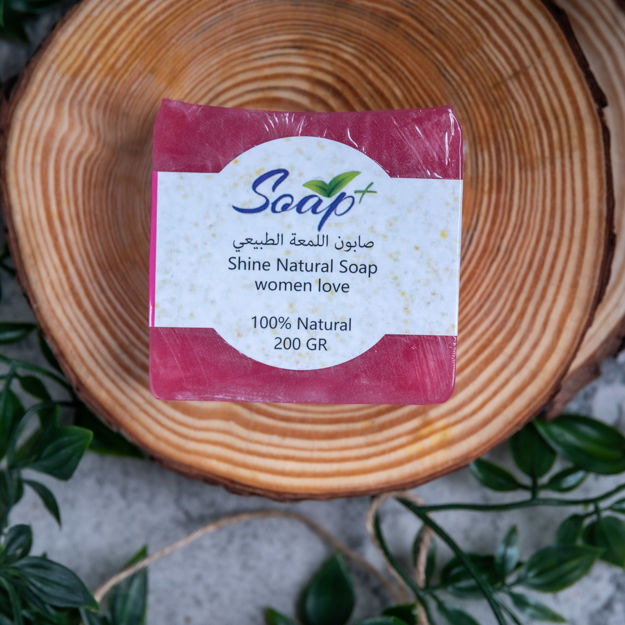 Soap+
صابون اللمعة الطبيعي
Shine Natural Soap
women love
100% Natural
200 GR